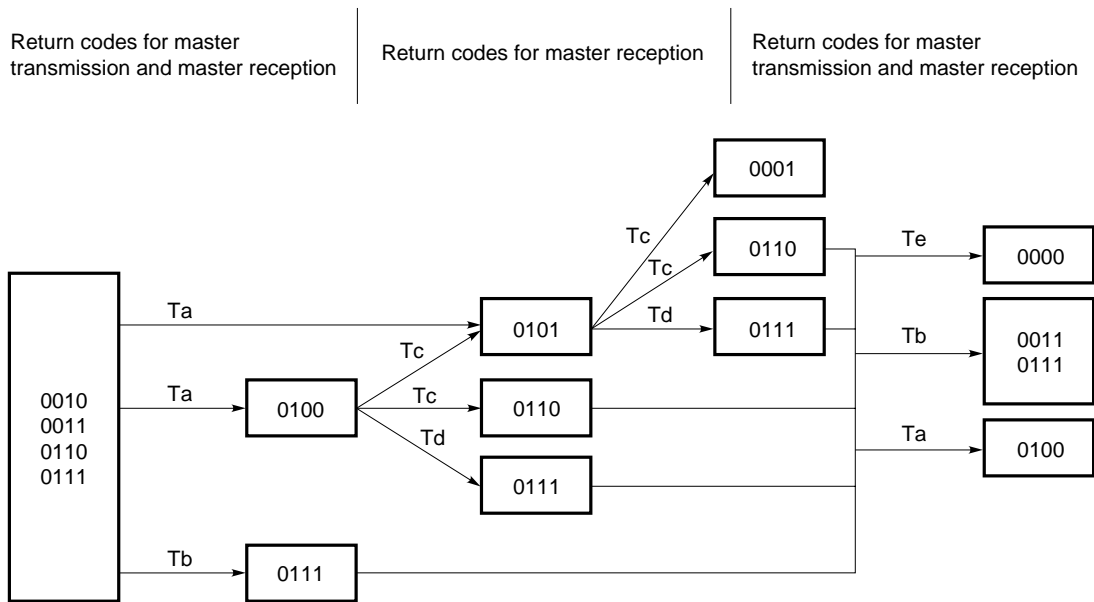 Return codes for master
transmission and master reception
Return codes for master reception
Return codes for master
transmission and master reception
0001
Tc
0110
Te
0000
Tc
Ta
0101
Td
0111
Tb
0011
0111
Tc
0010
0011
0110
0111
Ta
0100
Tc
0110
Ta
0100
Td
0111
Tb
0111